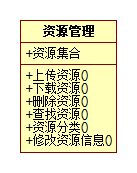 资源管理
+资源集合
+上传资源()
+下载资源()
+删除资源()
+查找资源()
+资源分类()
+修改资源信息()